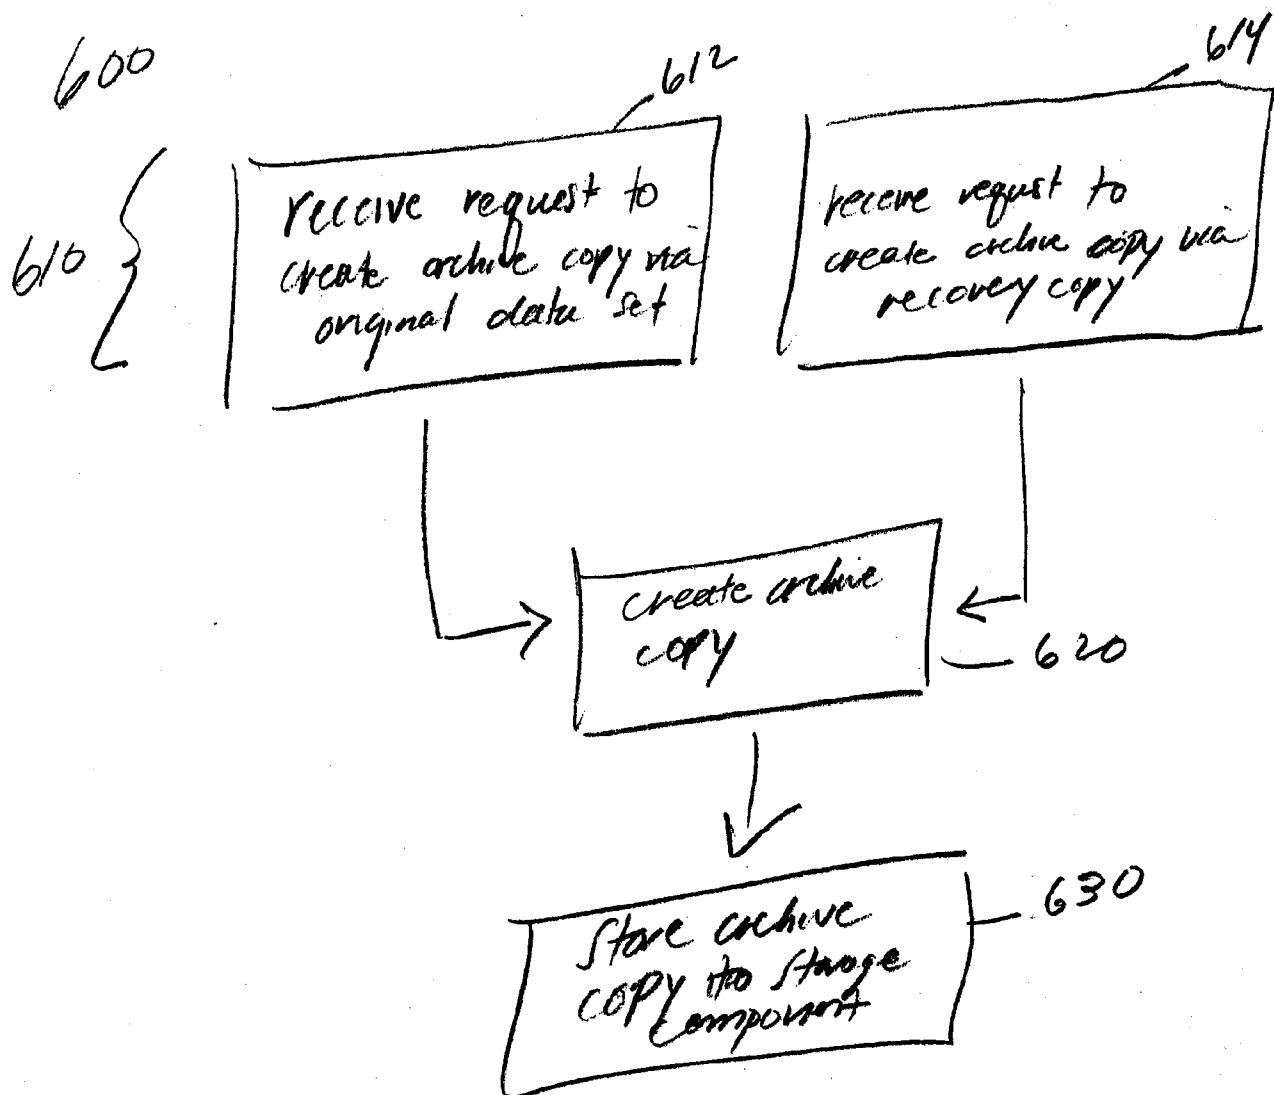 600
612
614
610
receive request to
create archive copy via
original data set
receive request to
create archive copy via
recovery copy
create archive
copy
620
630
Store archive
copy to storage
component